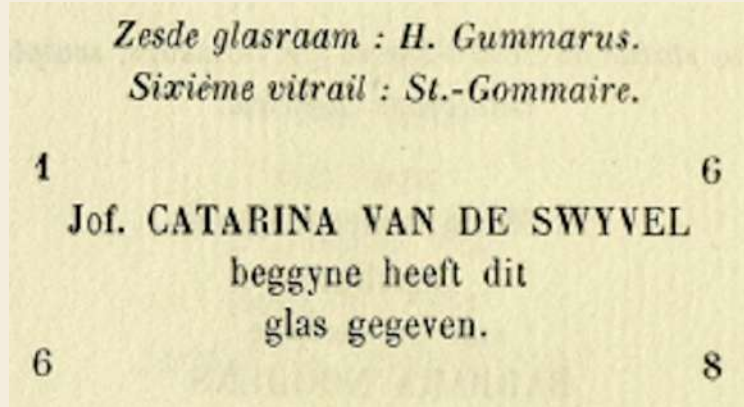 Zesde glasraam : H. Gummarus.
Sixième vitrail : St.-Gommaire.
1 6
Jof. CATARINA VAN DE SWYVEL
beggyne heeft dit
glas gegeven.
6 8